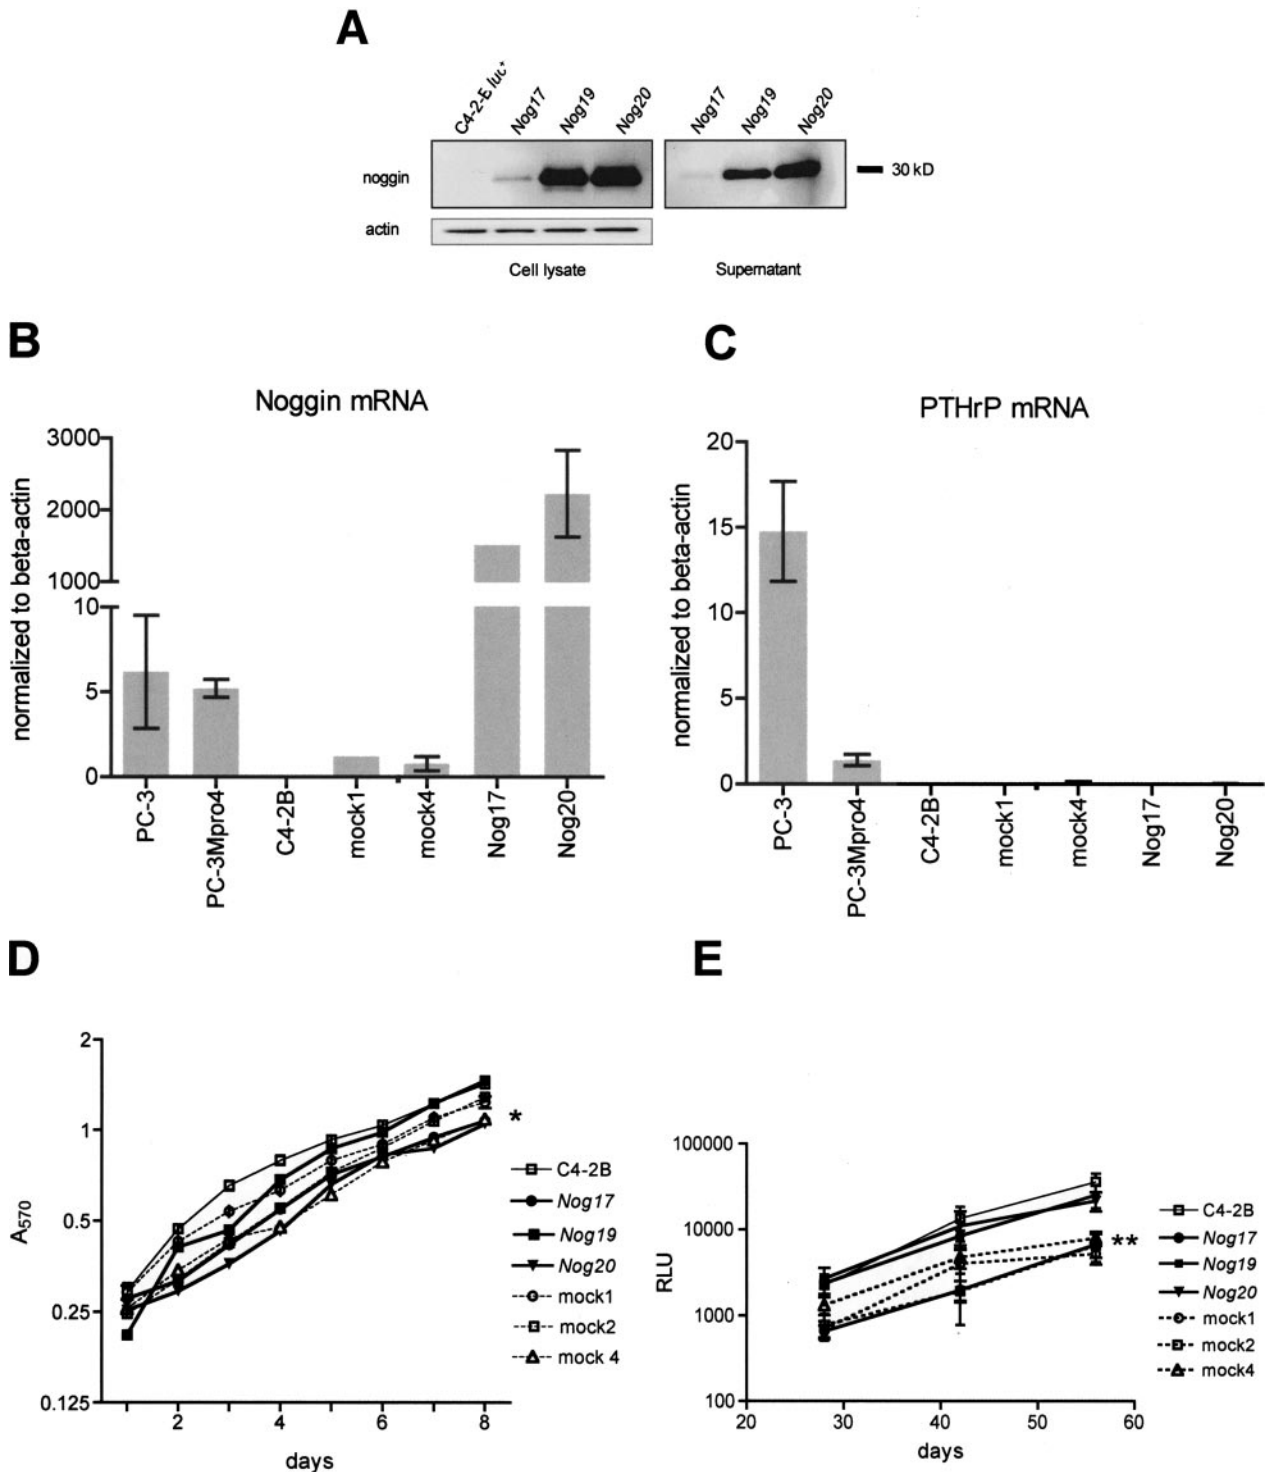 A
C4-2-B luc+ Nog17 Nog19 Nog20 Nog17 Nog19 Nog20
noggin
30 kD
actin
Cell lysate Supernatant
B
Noggin mRNA
normalized to beta-actin
3000
2000
1000
10
5
0
PC-3 PC-3Mpro4 C4-2B mock1 mock4 Nog17 Nog20
C
PTHrP mRNA
normalized to beta-actin
20
15
10
5
0
PC-3 PC-3Mpro4 C4-2B mock1 mock4 Nog17 Nog20
D
A570
2
1
0.5
0.25
0.125
2 4 6 8
days
*
C4-2B
Nog17
Nog19
Nog20
mock1
mock2
mock 4
E
RLU
100000
10000
1000
100
20 30 40 50 60
days
**
C4-2B
Nog17
Nog19
Nog20
mock1
mock2
mock4